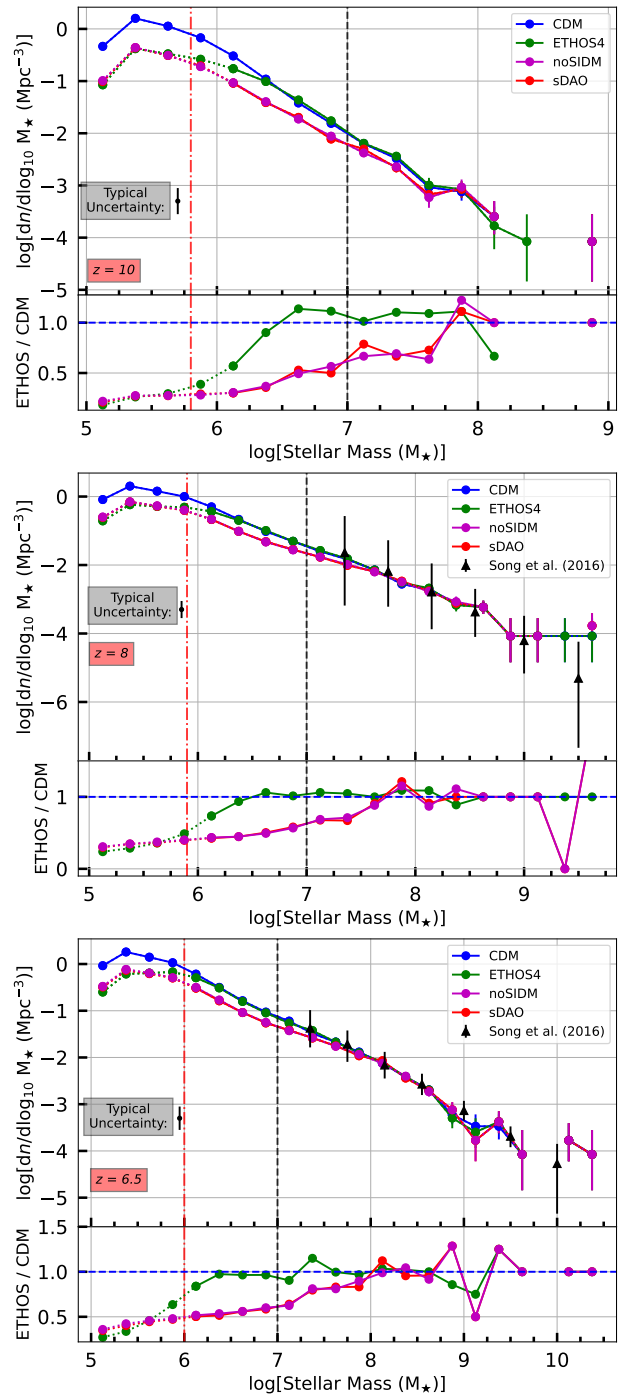 log[dn/dlog₁₀ M★ (Mpc⁻³)]
0
−1
−2
−3
−4
−5
CDM
ETHOS4
noSIDM
sDAO
Typical
Uncertainty:
z = 10
ETHOS / CDM
1.0
0.5
5 6 7 8 9
log[Stellar Mass (M★)]
log[dn/dlog₁₀ M★ (Mpc⁻³)]
0
−2
−4
−6
CDM
ETHOS4
noSIDM
sDAO
Song et al. (2016)
Typical
Uncertainty:
z = 8
ETHOS / CDM
1
0
5 6 7 8 9
log[Stellar Mass (M★)]
log[dn/dlog₁₀ M★ (Mpc⁻³)]
0
−1
−2
−3
−4
−5
CDM
ETHOS4
noSIDM
sDAO
Song et al. (2016)
Typical
Uncertainty:
z = 6.5
ETHOS / CDM
1.5
1.0
0.5
5 6 7 8 9 10
log[Stellar Mass (M★)]